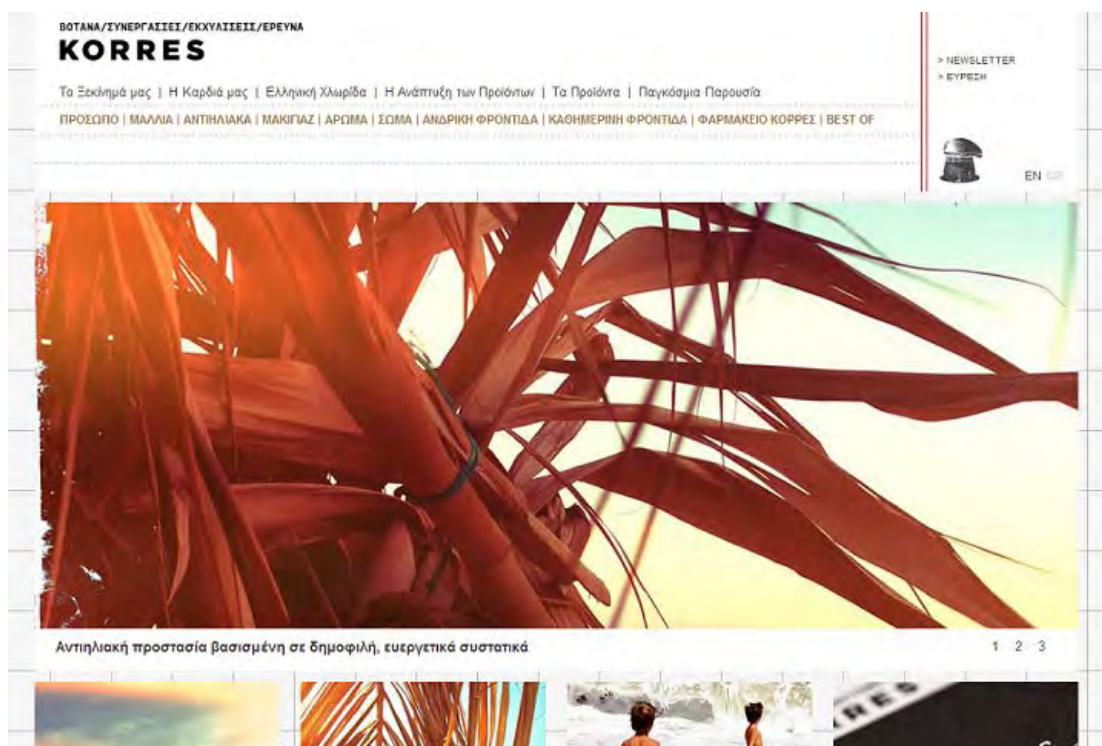 ΒΟΤΑΝΑ/ΣΥΝΕΡΓΑΣΙΕΣ/ΕΚΧΥΛΙΣΕΙΣ/ΕΡΕΥΝΑ
KORRES
> NEWSLETTER
> ΕΥΡΕΣΗ
Το Ξεκίνημά μας | Η Καρδιά μας | Ελληνική Χλωρίδα | Η Ανάπτυξη των Προϊόντων | Τα Προϊόντα | Παγκόσμια Παρουσία
ΠΡΟΣΩΠΟ | ΜΑΛΛΙΑ | ΑΝΤΙΗΛΙΑΚΑ | ΜΑΚΙΓΙΑΖ | ΑΡΩΜΑ | ΣΩΜΑ | ΑΝΔΡΙΚΗ ΦΡΟΝΤΙΔΑ | ΚΑΘΗΜΕΡΙΝΗ ΦΡΟΝΤΙΔΑ | ΦΑΡΜΑΚΕΙΟ ΚΟΡΡΕΣ | BEST OF
EN GR
Αντιηλιακή προστασία βασισμένη σε δημοφιλή, ευεργετικά συστατικά
1 2 3